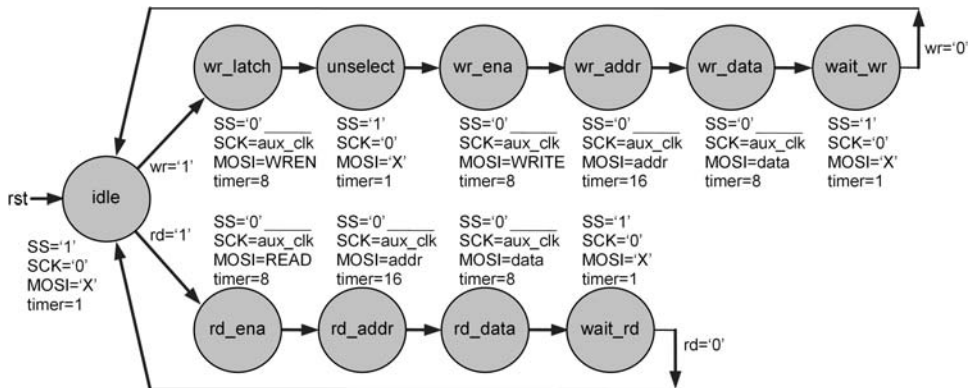 wr='0'
wr_latch
unselect
wr_ena
wr_addr
wr_data
wait_wr
SS='0'
SCK=aux_clk
MOSI=WREN
timer=8
SS='1'
SCK='0'
MOSI='X'
timer=1
SS='0'
SCK=aux_clk
MOSI=WRITE
timer=8
SS='0'
SCK=aux_clk
MOSI=addr
timer=16
SS='0'
SCK=aux_clk
MOSI=data
timer=8
SS='1'
SCK='0'
MOSI='X'
timer=1
wr='1'
rst
idle
rd='1'
SS='1'
SCK='0'
MOSI='X'
timer=1
SS='0'
SCK=aux_clk
MOSI=READ
timer=8
SS='0'
SCK=aux_clk
MOSI=addr
timer=16
SS='0'
SCK=aux_clk
MOSI=data
timer=8
SS='1'
SCK='0'
MOSI='X'
timer=1
rd_ena
rd_addr
rd_data
wait_rd
rd='0'